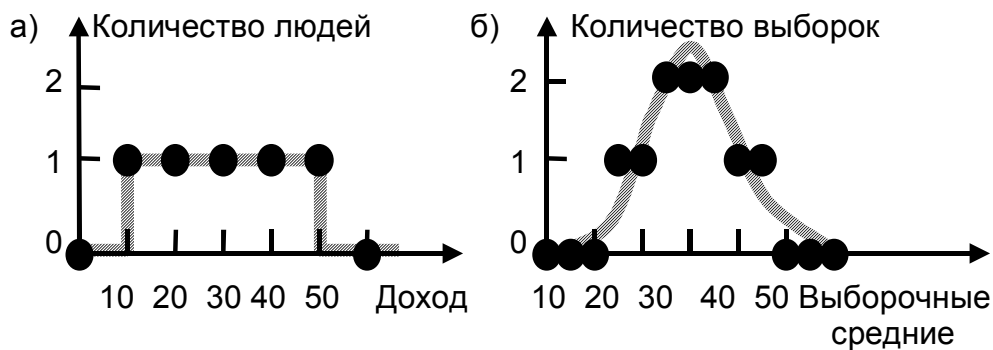 а) Количество людей
2
1
0
10 20 30 40 50 Доход
б) Количество выборок
2
1
0
10 20 30 40 50 Выборочные
средние